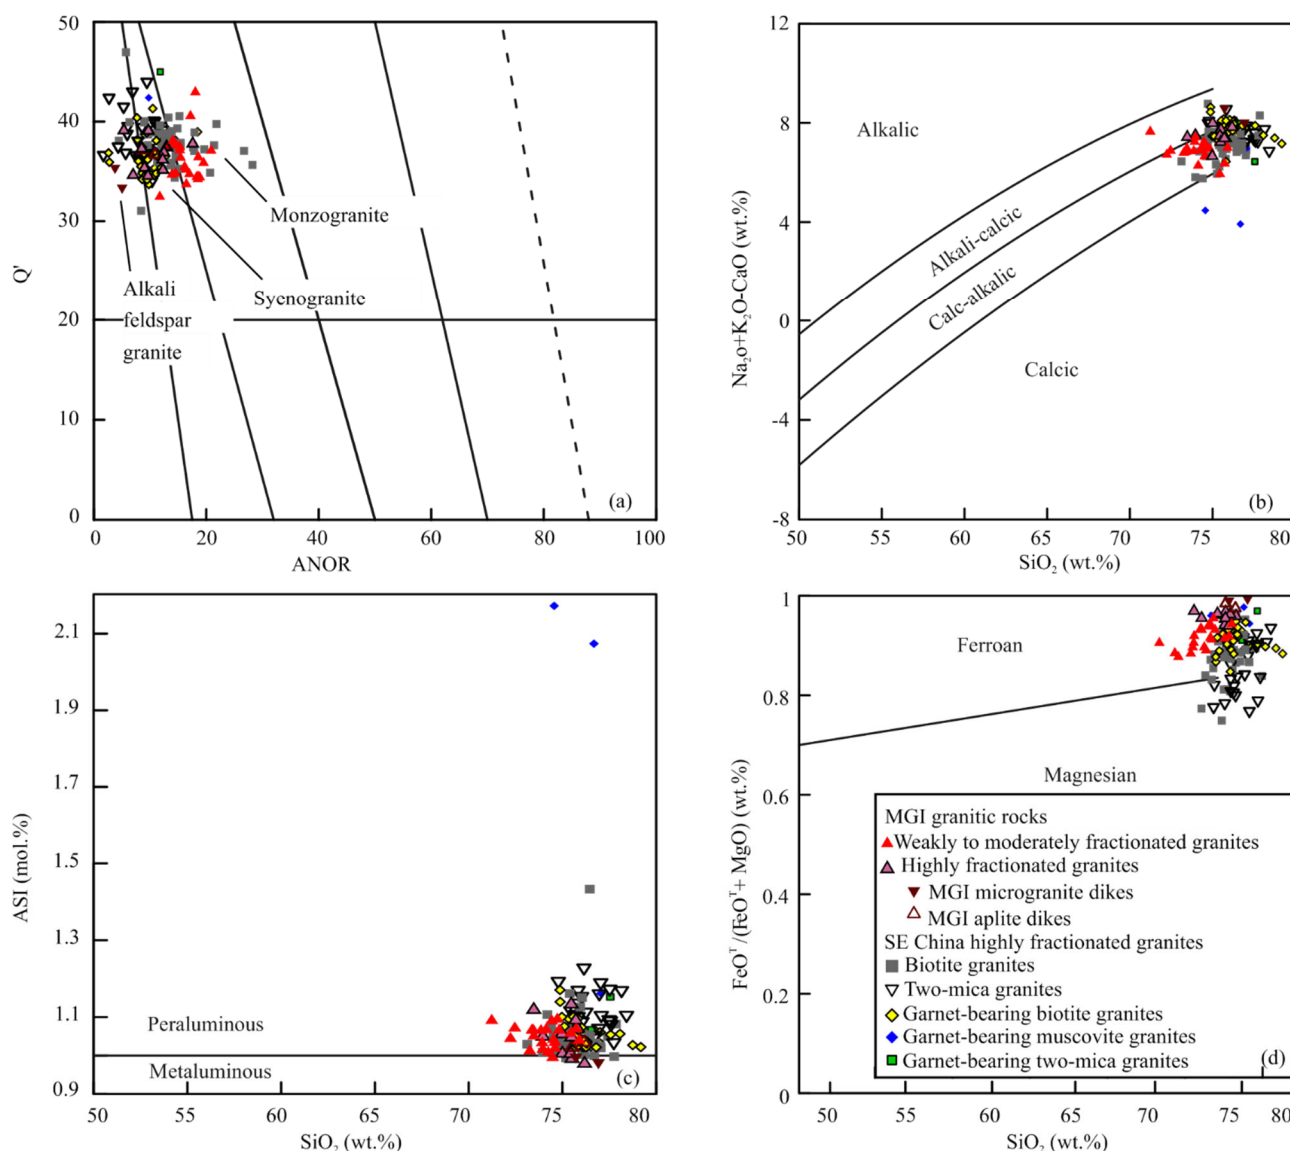 50
40
30
20
10
0
Q'
Monzogranite
Syenogranite
Alkali
feldspar
granite
(a)
0 20 40 60 80 100
ANOR
12
8
4
0
-4
-8
Na₂o+K₂O-CaO (wt.%)
Alkalic
Alkali-calcic
Calc-alkalic
Calcic
(b)
50 55 60 65 70 75 80
SiO₂ (wt.%)
2.1
1.9
1.7
1.5
1.3
1.1
0.9
ASI (mol.%)
Peraluminous
Metaluminous
(c)
50 55 60 65 70 75 80
SiO₂ (wt.%)
1
0.8
0.6
0.4
0.2
0
FeOᵀ/(FeOᵀ+ MgO) (wt.%)
Ferroan
Magnesian
MGI granitic rocks
Weakly to moderately fractionated granites
Highly fractionated granites
MGI microgranite dikes
MGI aplite dikes
SE China highly fractionated granites
Biotite granites
Two-mica granites
Garnet-bearing biotite granites
Garnet-bearing muscovite granites
Garnet-bearing two-mica granites
(d)
50 55 60 65 70 75 80
SiO₂ (wt.%)